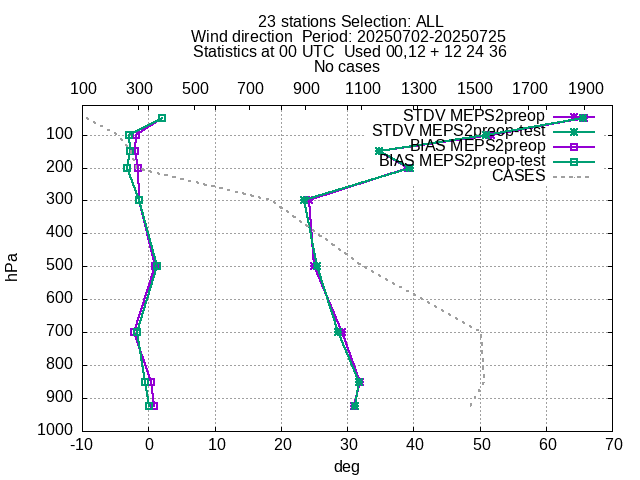 23 stations Selection: ALL
Wind direction  Period: 20250702-20250725
Statistics at 00 UTC  Used 00,12 + 12 24 36
No cases
100 300 500 700 900 1100 1300 1500 1700 1900
STDV MEPS2preop
STDV MEPS2preop-test
BIAS MEPS2preop
BIAS MEPS2preop-test
CASES
hPa
100
200
300
400
500
600
700
800
900
1000
-10 0 10 20 30 40 50 60 70
deg